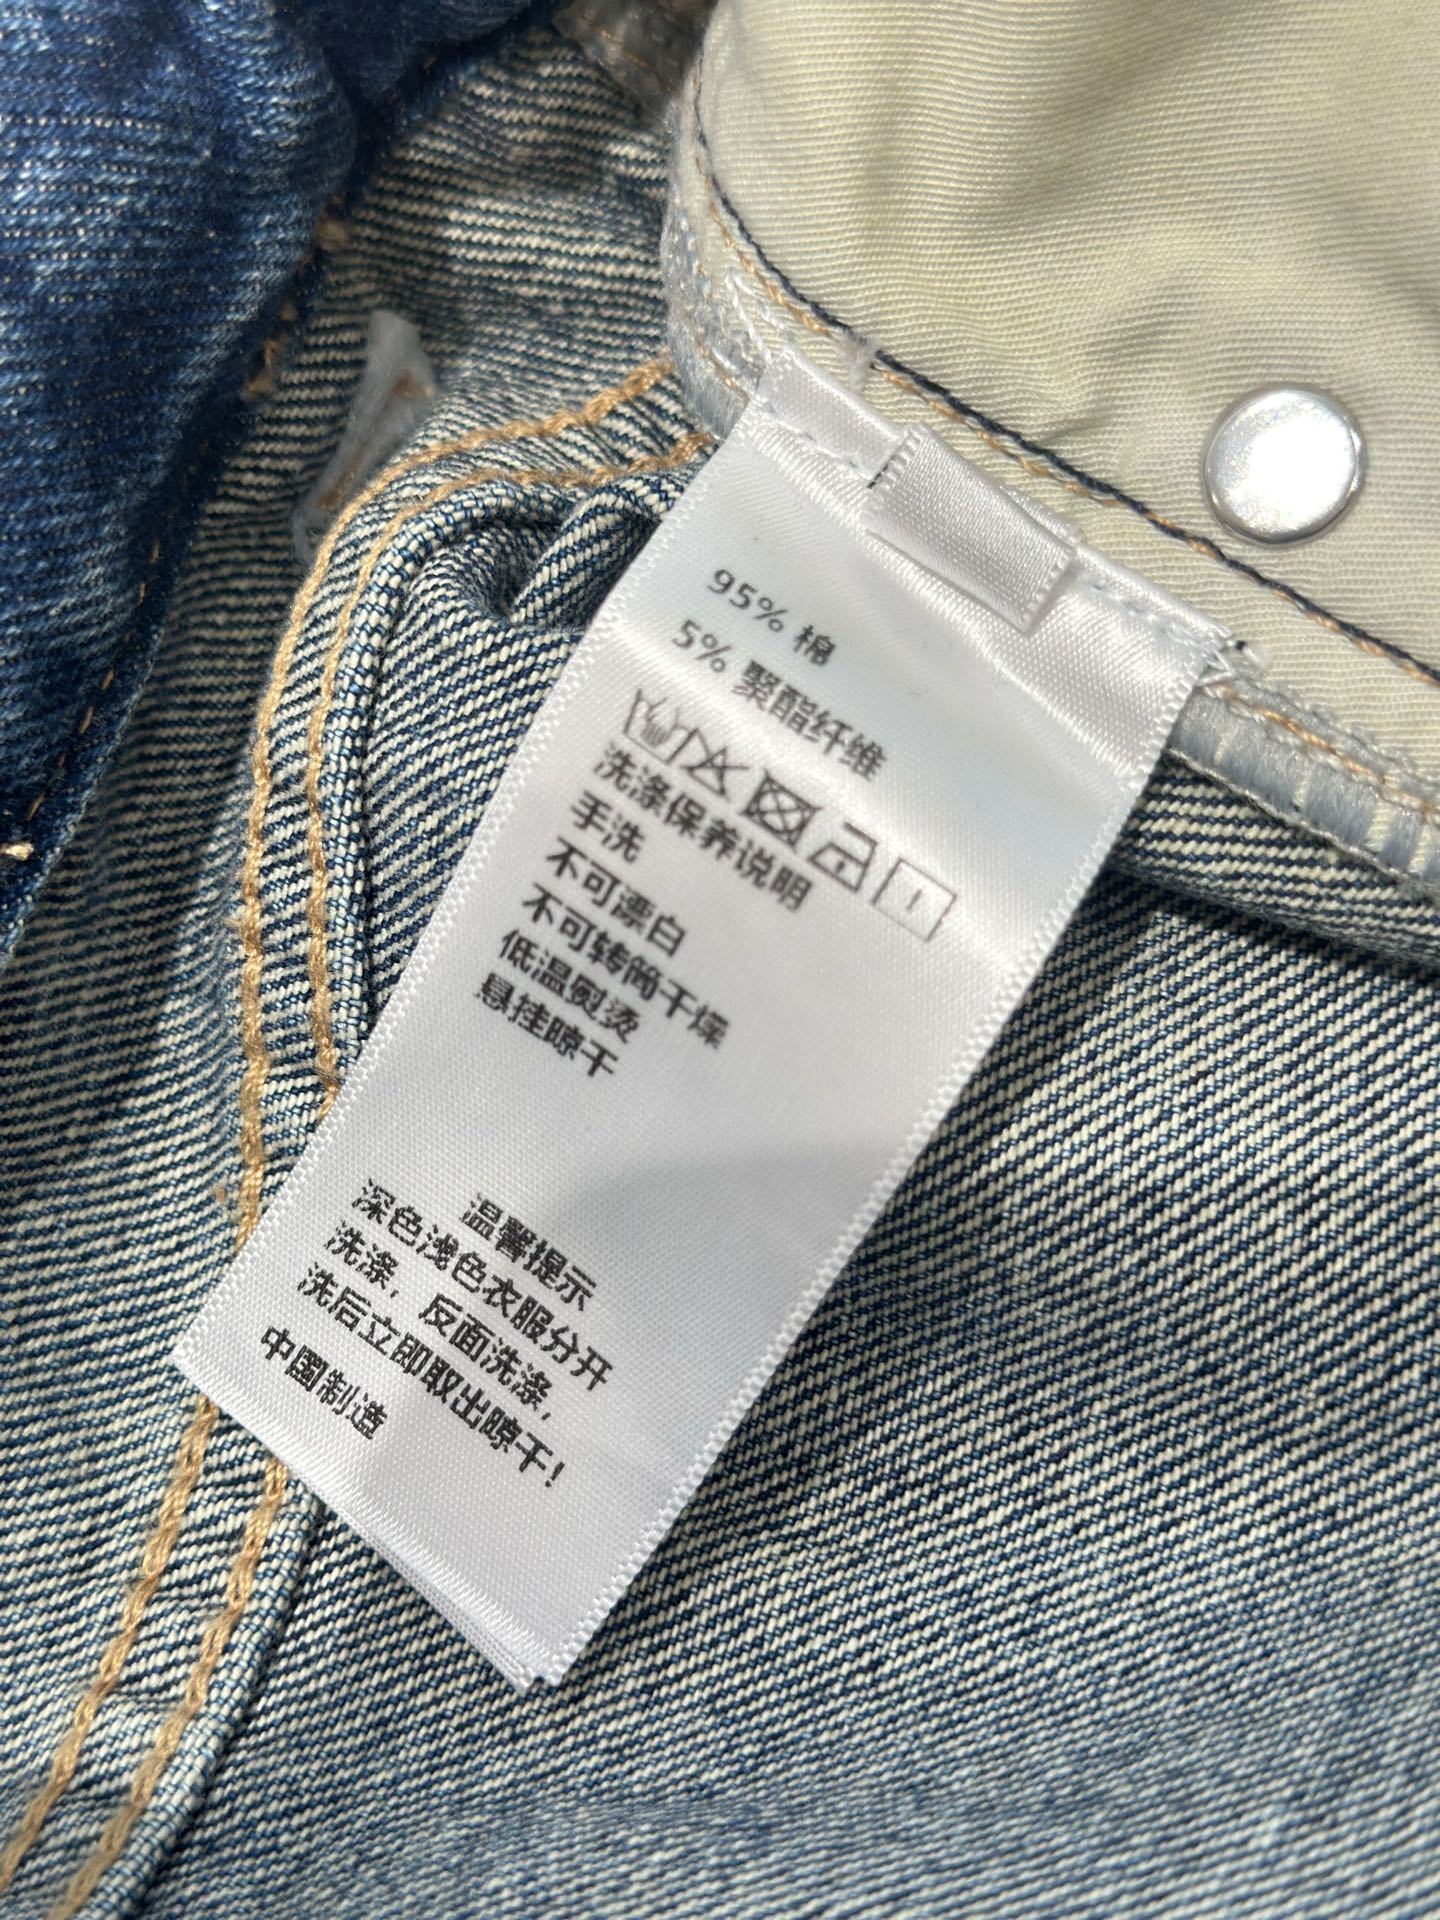 95% 棉
5% 聚酯纤维
洗涤保养说明
手洗
不可漂白
不可转筒干燥
低温熨烫
悬挂晾干
温馨提示
深色浅色衣服分开
洗涤，反面洗涤，
洗后立即取出晾干！
中国制造